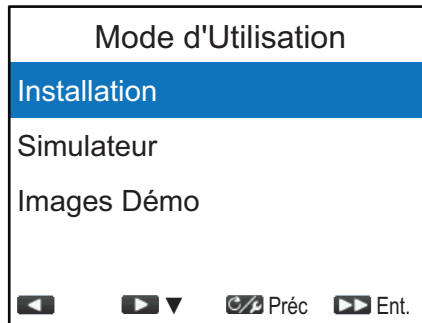 Mode d'Utilisation
Installation
Simulateur
Images Démo
Préc Ent.